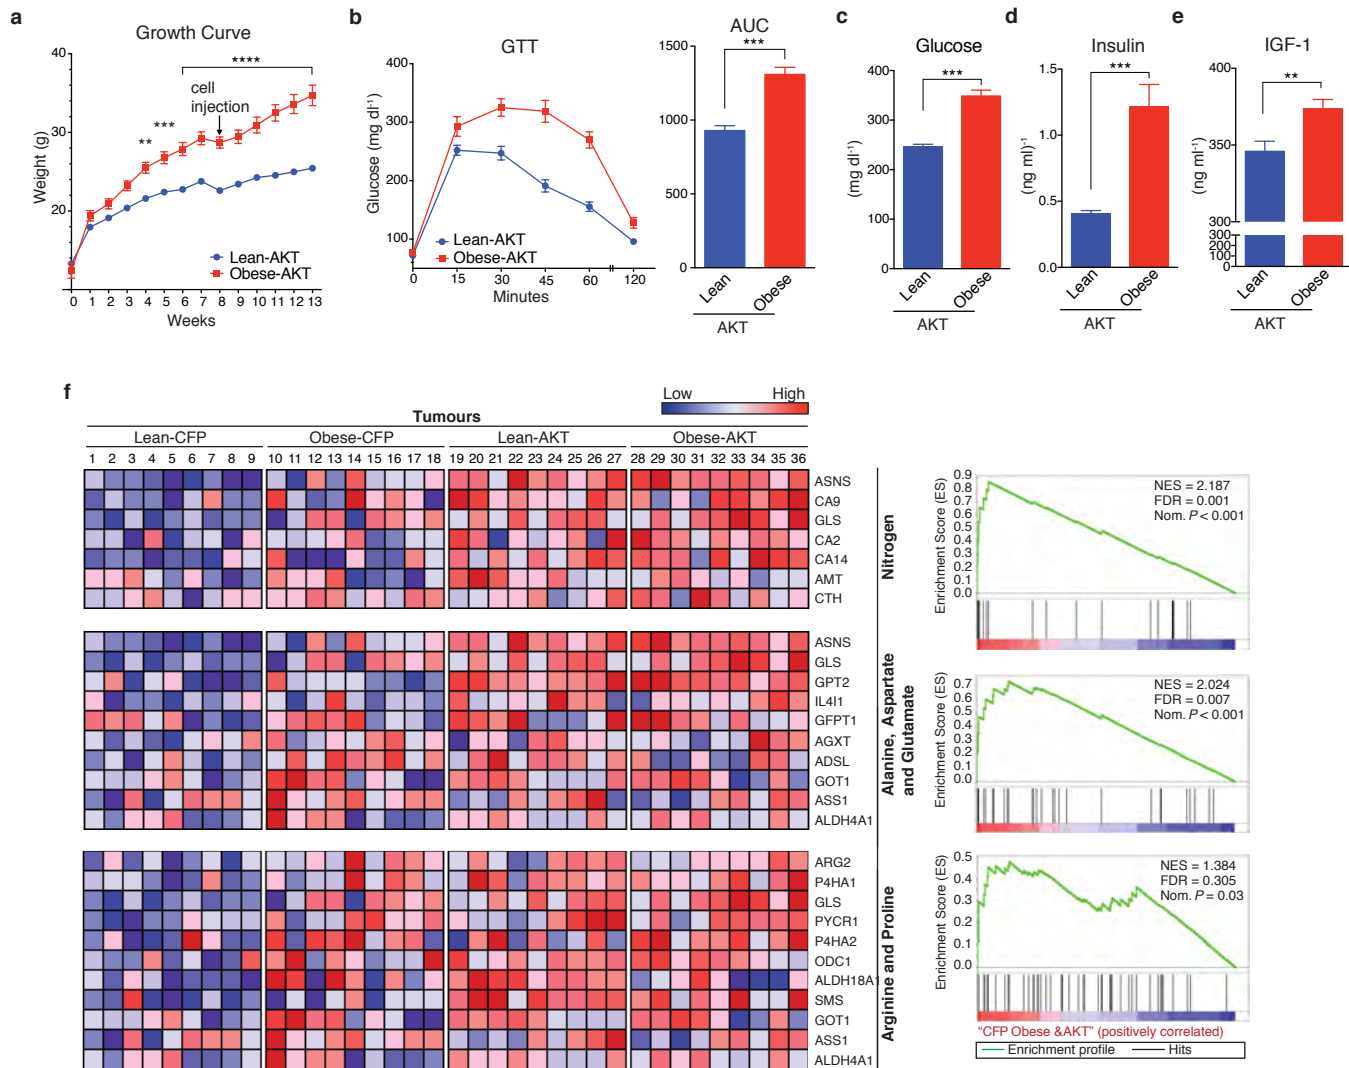 a
Growth Curve
40
30
20
Weight (g)
****
cell
injection
***
**
Lean-AKT
Obese-AKT
0 1 2 3 4 5 6 7 8 9 10 11 12 13
Weeks
b
GTT
400
300
200
100
Glucose (mg dl⁻¹)
Lean-AKT
Obese-AKT
0 15 30 45 60 120
Minutes
AUC
***
1500
1000
500
0
Lean Obese
AKT
c
Glucose
***
400
300
200
100
0
(mg dl⁻¹)
Lean Obese
AKT
d
Insulin
***
1.5
1.0
0.5
0.0
(ng ml)⁻¹
Lean Obese
AKT
e
IGF-1
**
400
350
300
300
200
100
0
(ng ml⁻¹)
Lean Obese
AKT
f
Low High
Tumours
Lean-CFP Obese-CFP Lean-AKT Obese-AKT
1 2 3 4 5 6 7 8 9 10 11 12 13 14 15 16 17 18 19 20 21 22 23 24 25 26 27 28 29 30 31 32 33 34 35 36
ASNS
CA9
GLS
CA2
CA14
AMT
CTH
Nitrogen
ASNS
GLS
GPT2
IL4I1
GFPT1
AGXT
ADSL
GOT1
ASS1
ALDH4A1
Alanine, Aspartate
and Glutamate
ARG2
P4HA1
GLS
PYCR1
P4HA2
ODC1
ALDH18A1
SMS
GOT1
ASS1
ALDH4A1
Arginine and Proline
Enrichment Score (ES)
0.9
0.8
0.7
0.6
0.5
0.4
0.3
0.2
0.1
0.0
NES = 2.187
FDR = 0.001
Nom. P < 0.001
Enrichment Score (ES)
0.7
0.6
0.5
0.4
0.3
0.2
0.1
0.0
NES = 2.024
FDR = 0.007
Nom. P < 0.001
Enrichment Score (ES)
0.5
0.4
0.3
0.2
0.1
0.0
NES = 1.384
FDR = 0.305
Nom. P = 0.03
“CFP Obese &AKT” (positively correlated)
Enrichment profile Hits